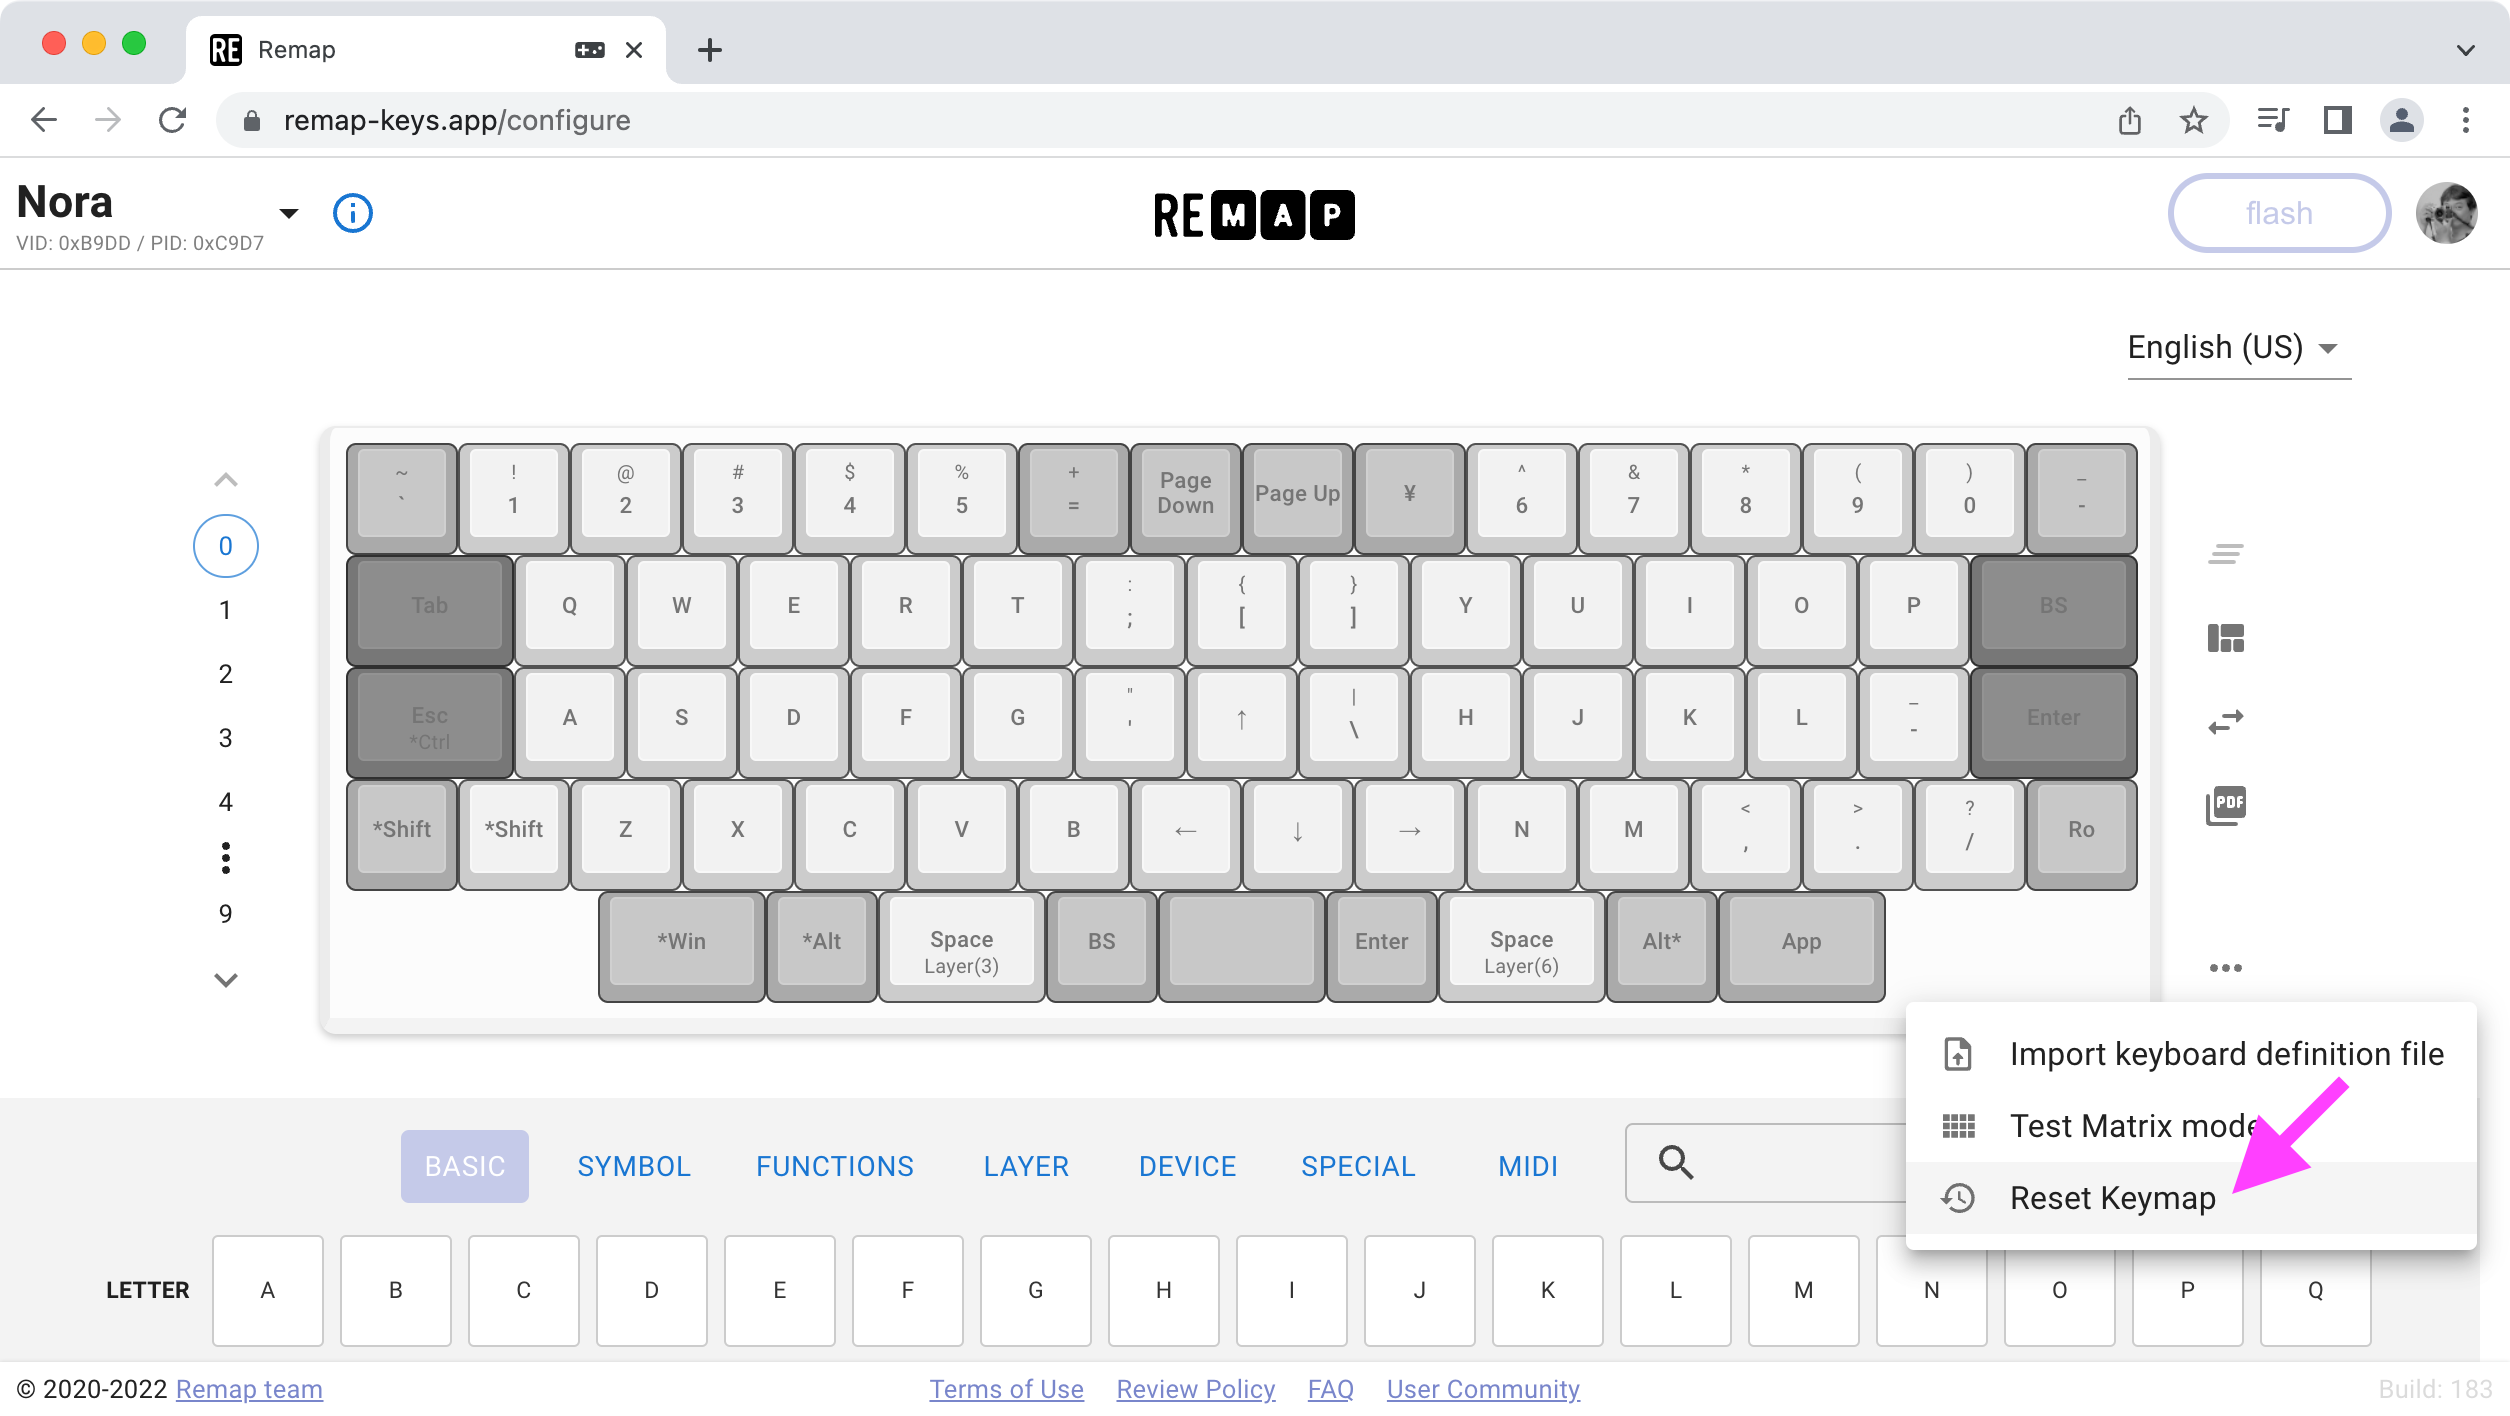 RE Remap
remap-keys.app/configure
Nora
VID: 0xB9DD / PID: 0xC9D7
REMAP
flash
English (US)
~ ! @ # $ % + Page Down Page Up ¥ ^ & * ( ) _
` 1 2 3 4 5 = 6 7 8 9 0 -
0
Tab Q W E R T : ; { [ } ] Y U I O P BS
1
2
Esc *Ctrl A S D F G " ' ↑ | \ H J K L _ - Enter
3
4
*Shift *Shift Z X C V B ← ↓ → N M < , > . ? / Ro
PDF
9
*Win *Alt Space BS Enter Space Alt* App
Layer(3) Layer(6)
Import keyboard definition file
Test Matrix mode
Reset Keymap
BASIC SYMBOL FUNCTIONS LAYER DEVICE SPECIAL MIDI
LETTER A B C D E F G H I J K L M N O P Q
© 2020-2022 Remap team Terms of Use Review Policy FAQ User Community Build: 183